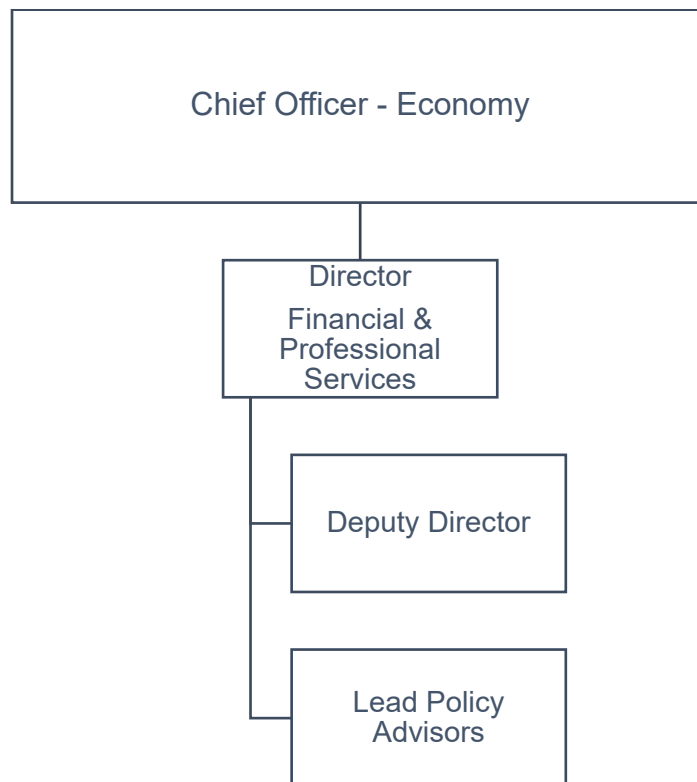 Chief Officer - Economy
Director
Financial &
Professional
Services
Deputy Director
Lead Policy
Advisors